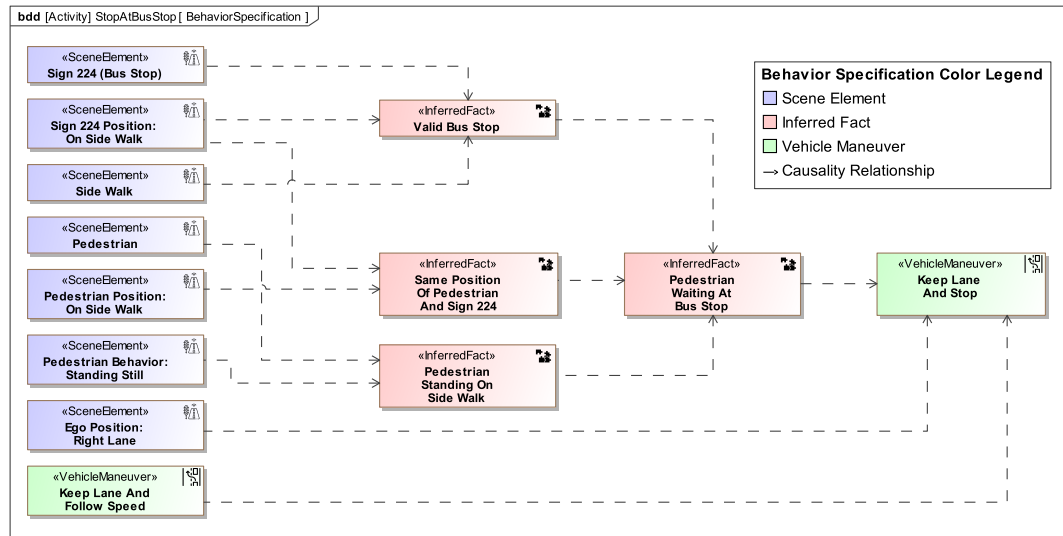 bdd [Activity] StopAtBusStop [ BehaviorSpecification ]
«SceneElement»
Sign 224 (Bus Stop)
«SceneElement»
Sign 224 Position:
On Side Walk
«SceneElement»
Side Walk
«SceneElement»
Pedestrian
«SceneElement»
Pedestrian Position:
On Side Walk
«SceneElement»
Pedestrian Behavior:
Standing Still
«SceneElement»
Ego Position:
Right Lane
«VehicleManeuver»
Keep Lane And
Follow Speed
«InferredFact»
Valid Bus Stop
«InferredFact»
Same Position
Of Pedestrian
And Sign 224
«InferredFact»
Pedestrian
Standing On
Side Walk
«InferredFact»
Pedestrian
Waiting At
Bus Stop
«VehicleManeuver»
Keep Lane
And Stop
Behavior Specification Color Legend
Scene Element
Inferred Fact
Vehicle Maneuver
Causality Relationship